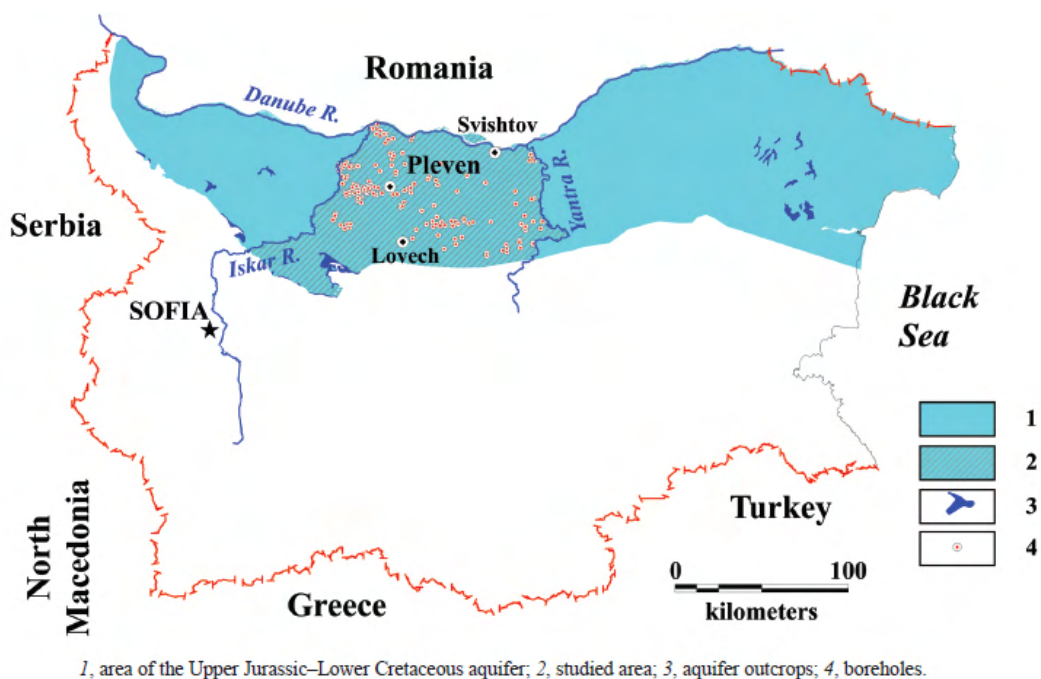 Romania
Danube R.
Svishtov
Pleven
Yantra R.
Serbia
Iskar R.
Lovech
SOFIA
Black
Sea
1
2
3
4
North
Macedonia
Turkey
Greece
0 100
kilometers
1, area of the Upper Jurassic–Lower Cretaceous aquifer; 2, studied area; 3, aquifer outcrops; 4, boreholes.